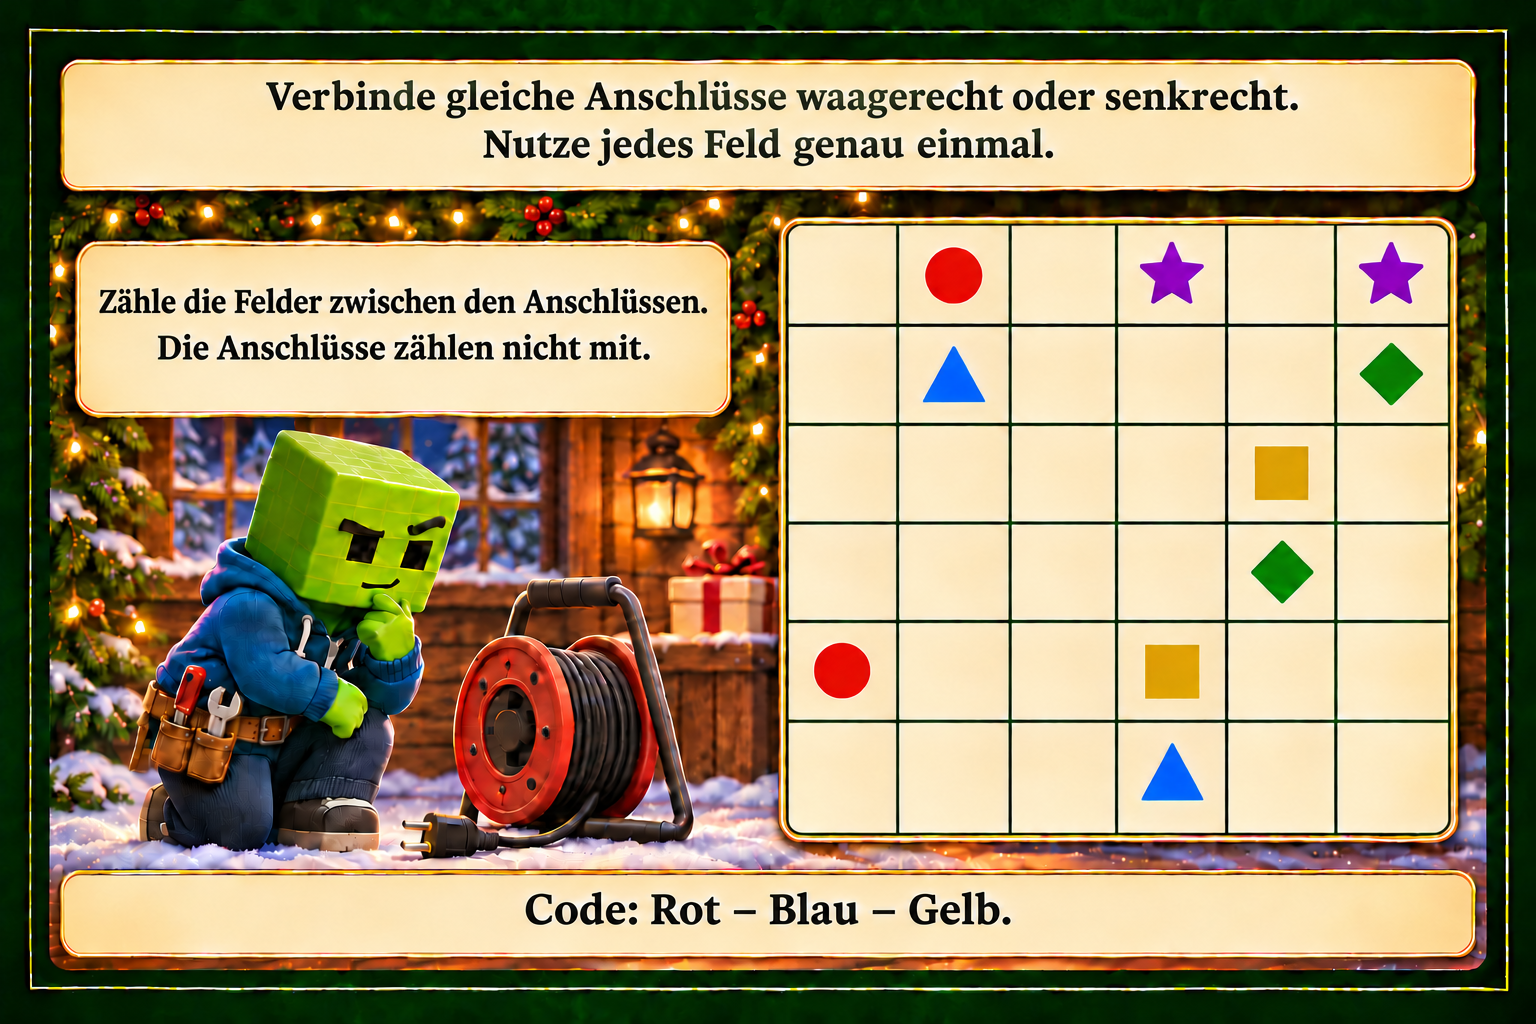 Verbinde gleiche Anschlüsse waagerecht oder senkrecht.
Nutze jedes Feld genau einmal.
Zähle die Felder zwischen den Anschlüssen.
Die Anschlüsse zählen nicht mit.
Code: Rot – Blau – Gelb.